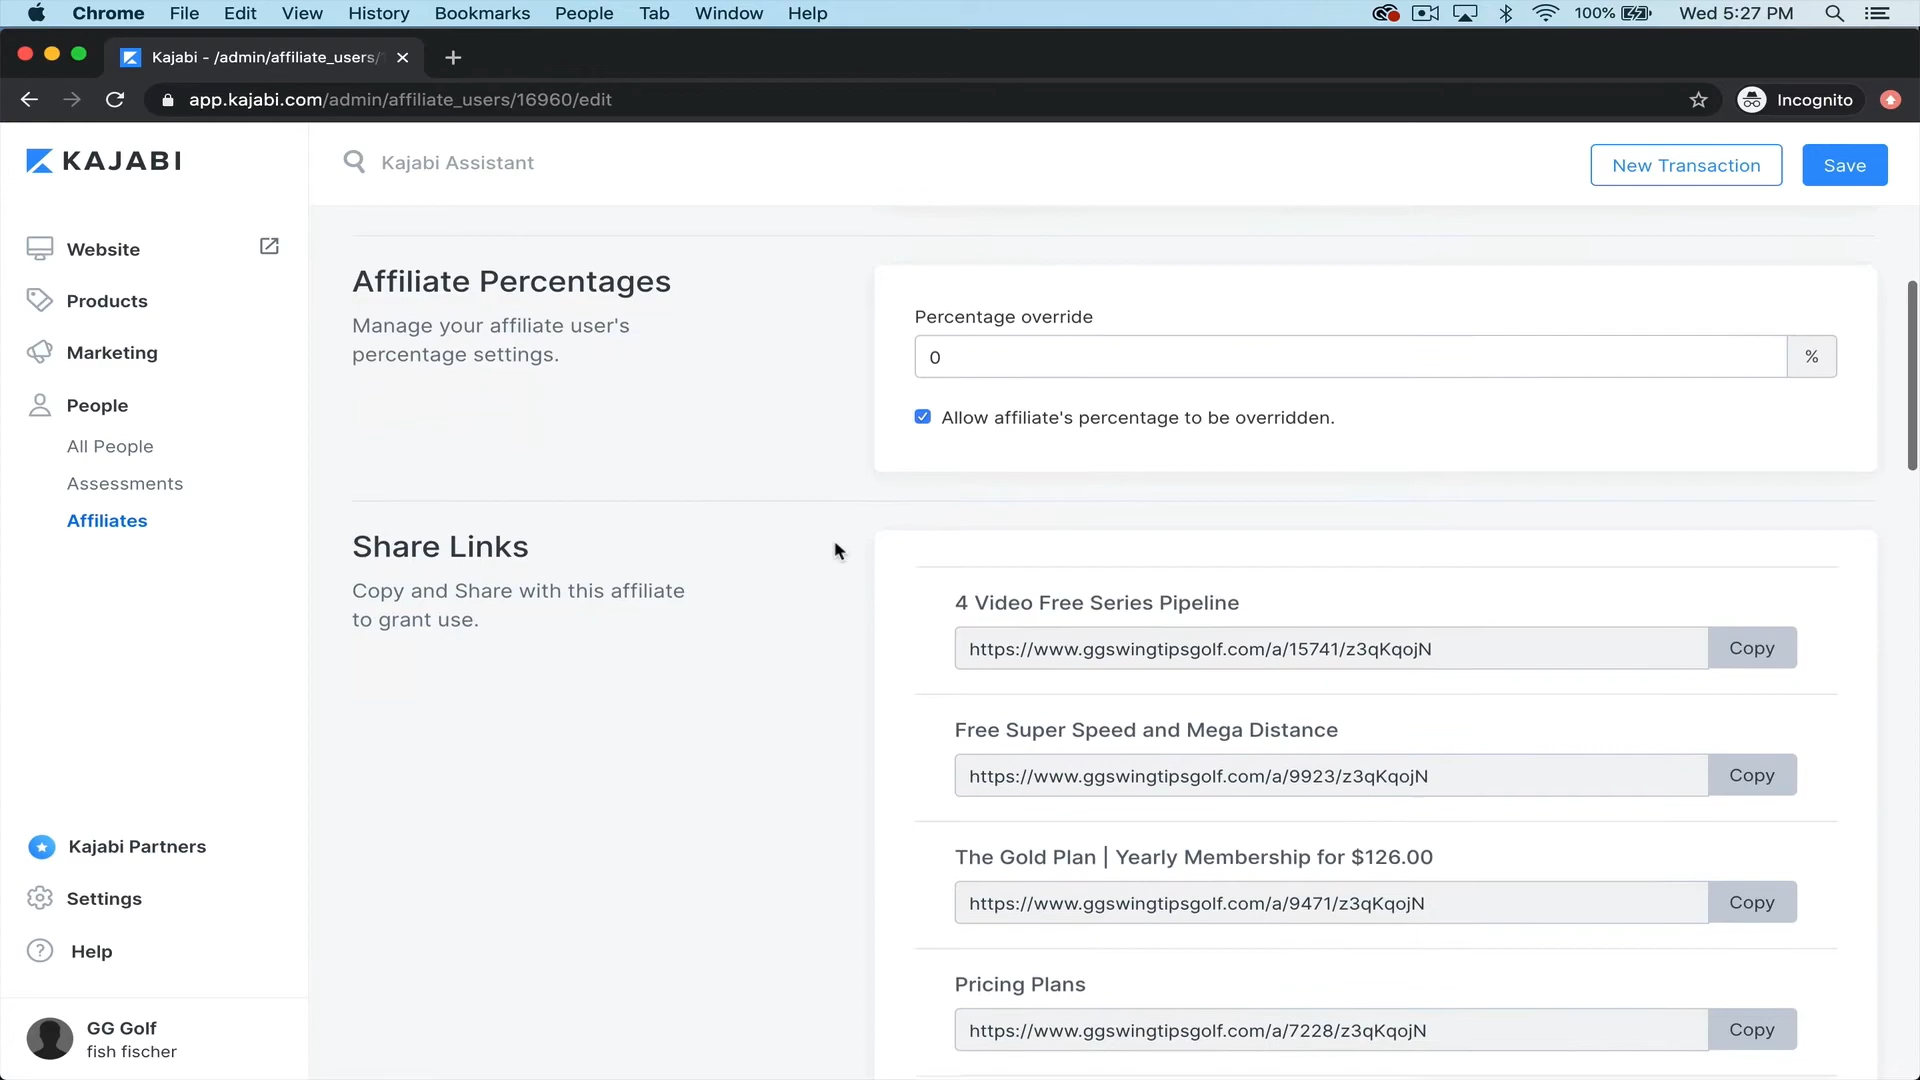 Chrome File Edit View History Bookmarks People Tab Window Help 100% Wed 5:27 PM
Kajabi - /admin/affiliate_users/
app.kajabi.com/admin/affiliate_users/16960/edit Incognito
KAJABI
Kajabi Assistant
New Transaction
Save
Website
Products
Marketing
People
All People
Assessments
Affiliates
Kajabi Partners
Settings
Help
GG Golf
fish fischer
Affiliate Percentages
Manage your affiliate user's
percentage settings.
Percentage override
0 %
Allow affiliate's percentage to be overridden.
Share Links
Copy and Share with this affiliate
to grant use.
4 Video Free Series Pipeline
https://www.ggswingtipsgolf.com/a/15741/z3qKqojN Copy
Free Super Speed and Mega Distance
https://www.ggswingtipsgolf.com/a/9923/z3qKqojN Copy
The Gold Plan | Yearly Membership for $126.00
https://www.ggswingtipsgolf.com/a/9471/z3qKqojN Copy
Pricing Plans
https://www.ggswingtipsgolf.com/a/7228/z3qKqojN Copy